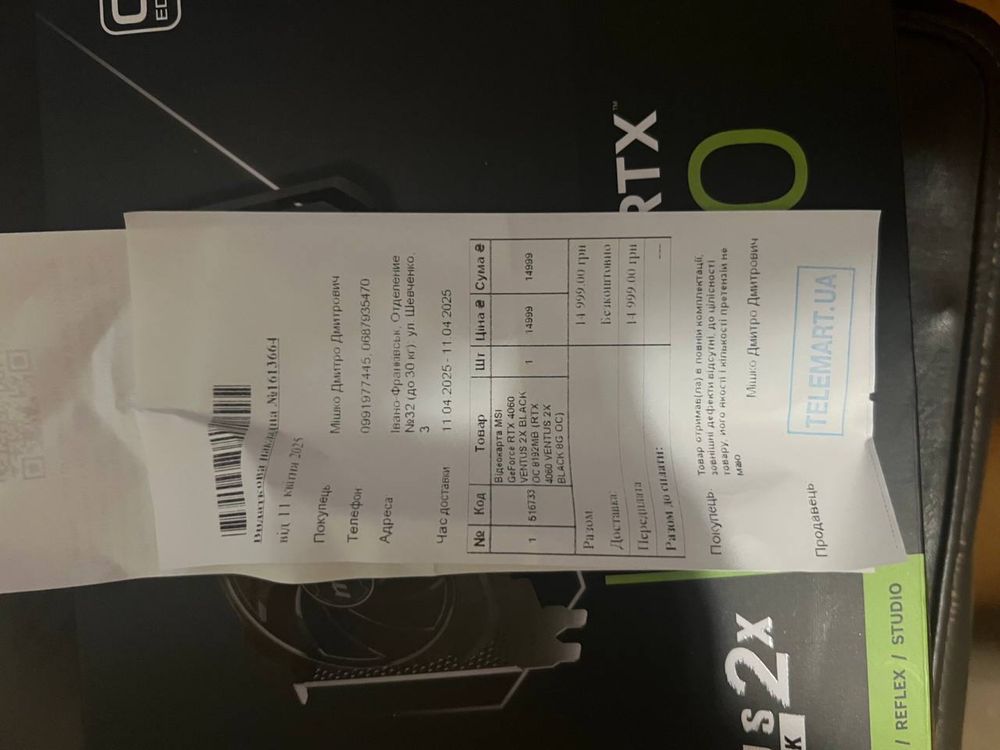 Видаткова накладна №1613664
від 11 квітня 2025
Покупець Мішко Дмитро Дмитрович
Телефон 0991977445, 0687935470
Адреса Івано-Франківськ, Отделение
№32 (до 30 кг): ул. Шевченко,
3
Час доставки 11.04.2025 - 11.04.2025
№ Код Товар Шт Ціна ₴ Сума ₴
1 516733 Відеокарта MSI GeForce RTX 4060 VENTUS 2X BLACK OC 8192MB (RTX 4060 VENTUS 2X BLACK 8G OC) 1 14999 14999
Разом 14 999.00 грн
Доставка Безкоштовно
Передплата 14 999.00 грн
Разом до сплати: ---
Покупець Товар отримав(ла) в повній комплектації,
зовнішні дефекти відсутні, до цілісності
товару, його якості і кількості претензій не
маю
Мішко Дмитро Дмитрович
Продавець TELEMART.UA
RTX™
0
S 2X
K
/ REFLEX / STUDIO